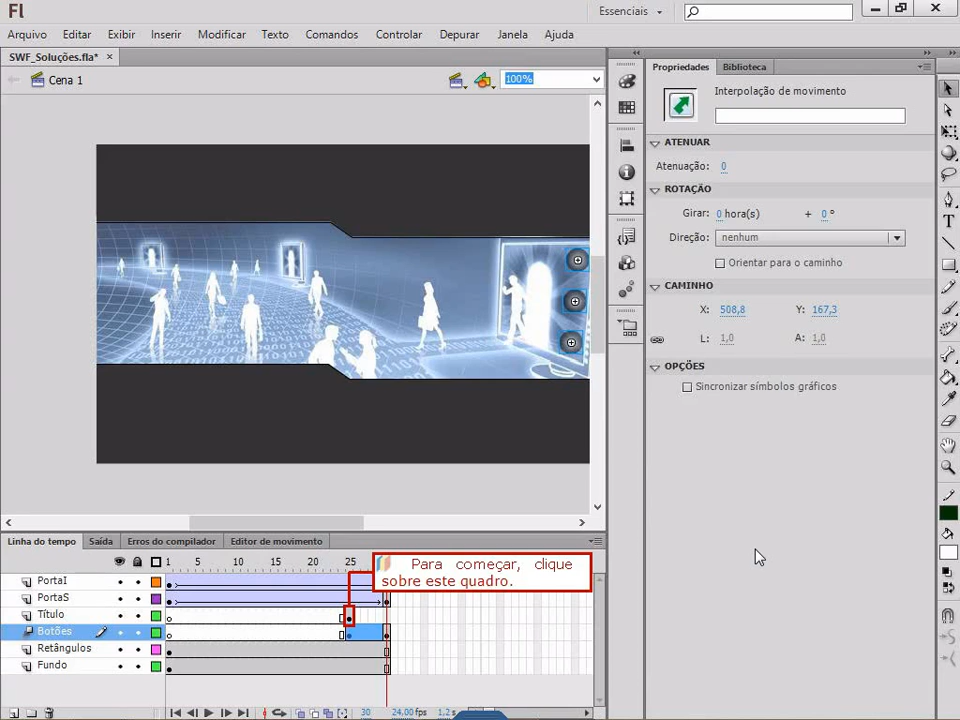 Fl
Essenciais
Arquivo Editar Exibir Inserir Modificar Texto Comandos Controlar Depurar Janela Ajuda
SWF_Soluções.fla* ×
Cena 1
100%
Propriedades Biblioteca
Interpolação de movimento
ATENUAR
Atenuação: 0
ROTAÇÃO
Girar: 0 hora(s) + 0 °
Direção: nenhum
Orientar para o caminho
CAMINHO
X: 508,8 Y: 167,3
L: 1,0 A: 1,0
OPÇÕES
Sincronizar símbolos gráficos
Linha do tempo Saída Erros do compilador Editor de movimento
1 5 10 15 20 25
Para começar, clique
sobre este quadro.
PortaI
PortaS
Título
Botões
Retângulos
Fundo
30 24.00 fps 1,2 s